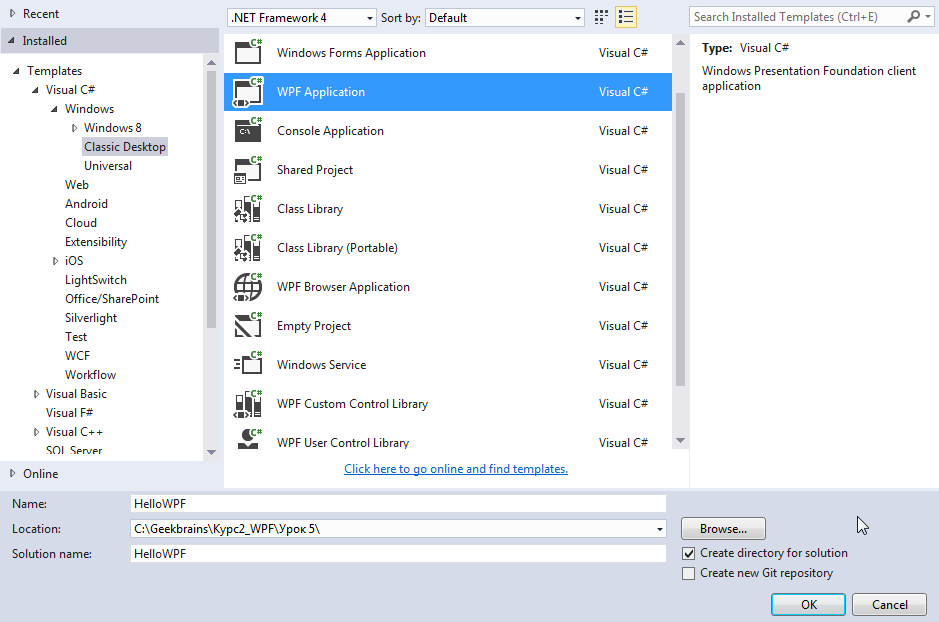 Recent
.NET Framework 4
Sort by:
Default
Search Installed Templates (Ctrl+E)
Installed
Templates
Visual C#
Windows
Windows 8
Classic Desktop
Universal
Web
Android
Cloud
Extensibility
iOS
LightSwitch
Office/SharePoint
Silverlight
Test
WCF
Workflow
Visual Basic
Visual F#
Visual C++
SQL Server
Online
C# Windows Forms Application Visual C#
C# WPF Application Visual C#
C# C:\ Console Application Visual C#
C# Shared Project Visual C#
C# Class Library Visual C#
C# Class Library (Portable) Visual C#
C# WPF Browser Application Visual C#
C# Empty Project Visual C#
C# Windows Service Visual C#
C# WPF Custom Control Library Visual C#
C# WPF User Control Library Visual C#
Click here to go online and find templates.
Type: Visual C#
Windows Presentation Foundation client
application
Name: HelloWPF
Location: C:\Geekbrains\Курс2_WPF\Урок 5\
Browse...
Solution name: HelloWPF
Create directory for solution
Create new Git repository
OK
Cancel